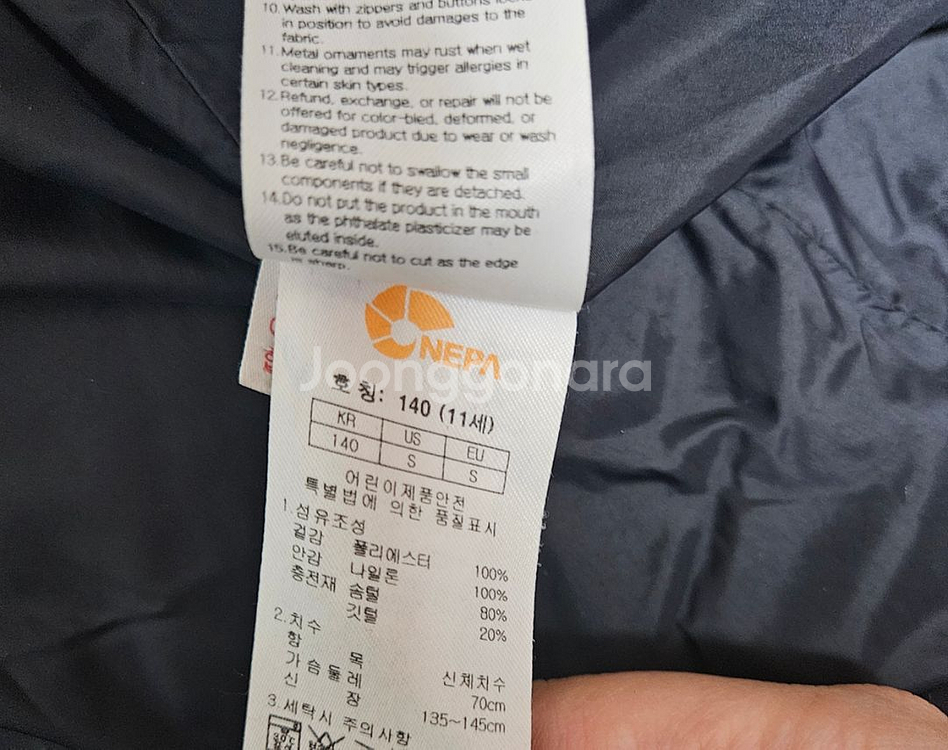 10.Wash with zippers and buttons locked
in position to avoid damages to the
fabric.
11.Metal ornaments may rust when wet
cleaning and may trigger allergies in
certain skin types.
12.Refund, exchange, or repair will not be
offered for color-bled, deformed, or
damaged product due to wear or wash
negligence.
13.Be careful not to swallow the small
components if they are detached.
14.Do not put the product in the mouth
as the phthalate plasticizer may be
eluted inside.
15.Be careful not to cut as the edge
is sharp.
NEPA
Joonggonara
호칭: 140 (11세)
KR US EU
140 S S
어린이제품안전
특별법에 의한 품질표시
1.섬유조성
겉감 폴리에스터 100%
안감 나일론 100%
충전재 솜털 80%
깃털 20%
2.치수
항 목 신체치수
가슴둘레 70cm
신 장 135~145cm
3.세탁시 주의사항